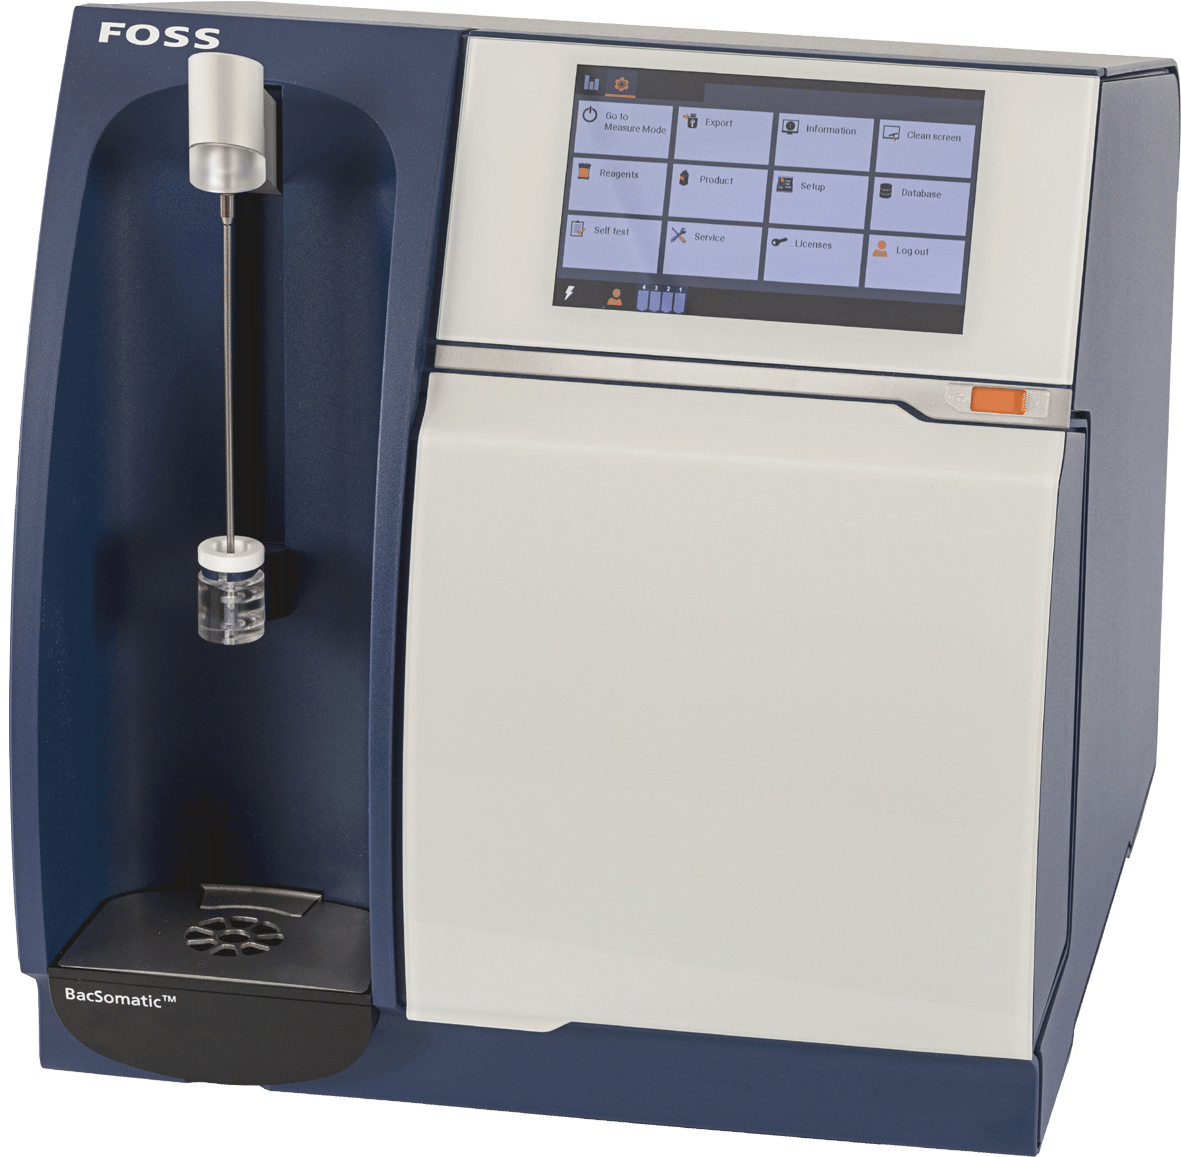 FOSS
Go to
Measure Mode
Export
Information
Clean screen
Reagents
Product
Setup
Database
Self test
Service
Licenses
Log out
4 3 2 1
BacSomatic™